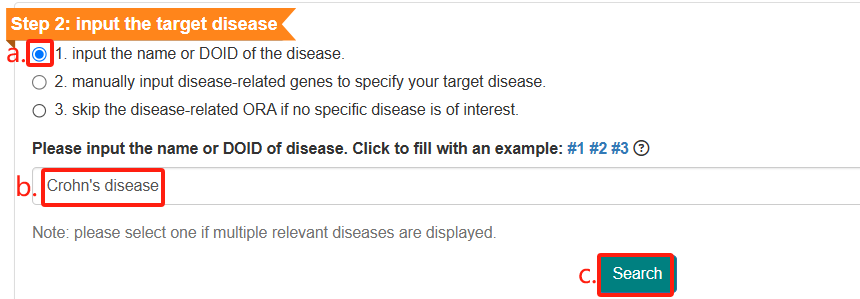 Step 2: input the target disease
a. 1. input the name or DOID of the disease.
2. manually input disease-related genes to specify your target disease.
3. skip the disease-related ORA if no specific disease is of interest.
Please input the name or DOID of disease. Click to fill with an example: #1 #2 #3 ?
b. Crohn's disease
Note: please select one if multiple relevant diseases are displayed.
c. Search